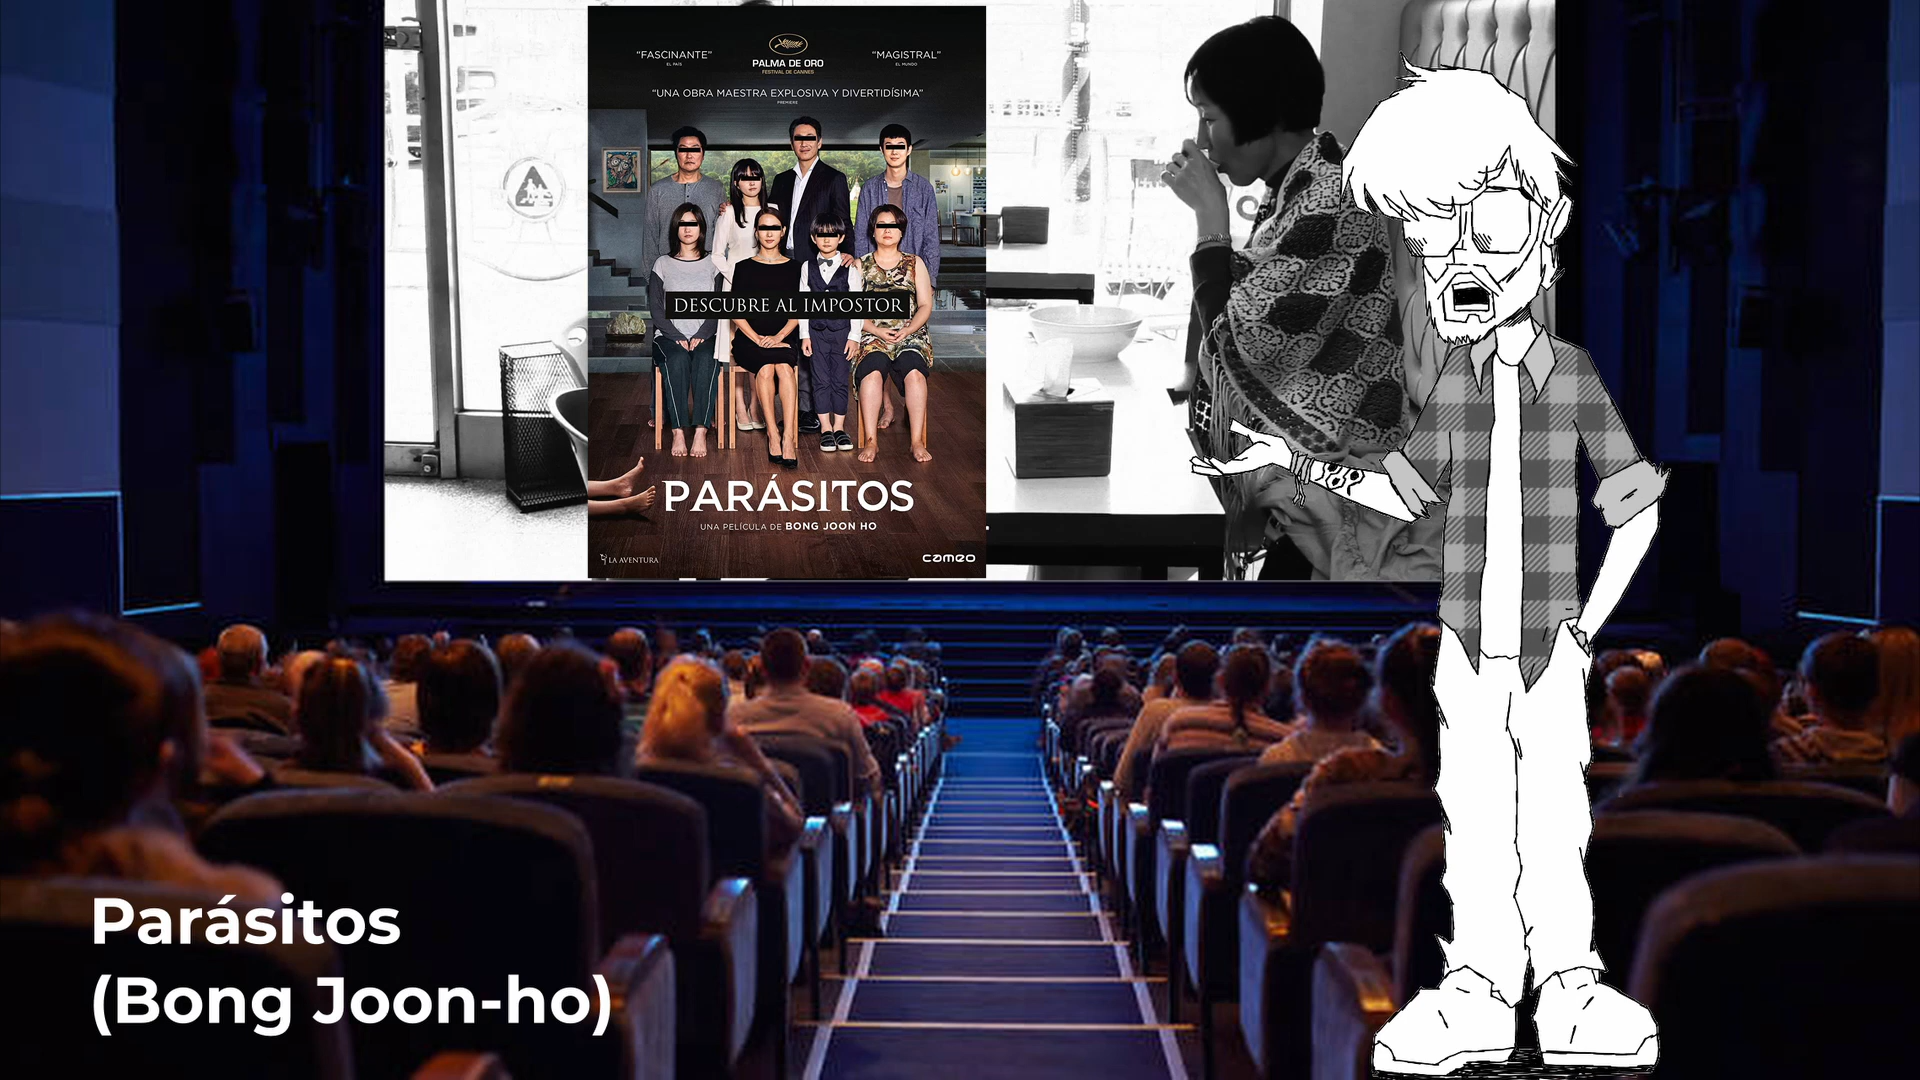 “FASCINANTE”
EL PAÍS
PALMA DE ORO
FESTIVAL DE CANNES
“MAGISTRAL”
EL MUNDO
“UNA OBRA MAESTRA EXPLOSIVA Y DIVERTIDÍSIMA”
PREMIERE
DESCUBRE AL IMPOSTOR
PARÁSITOS
UNA PELÍCULA DE BONG JOON HO
LA AVENTURA
cameo
Parásitos
(Bong Joon-ho)